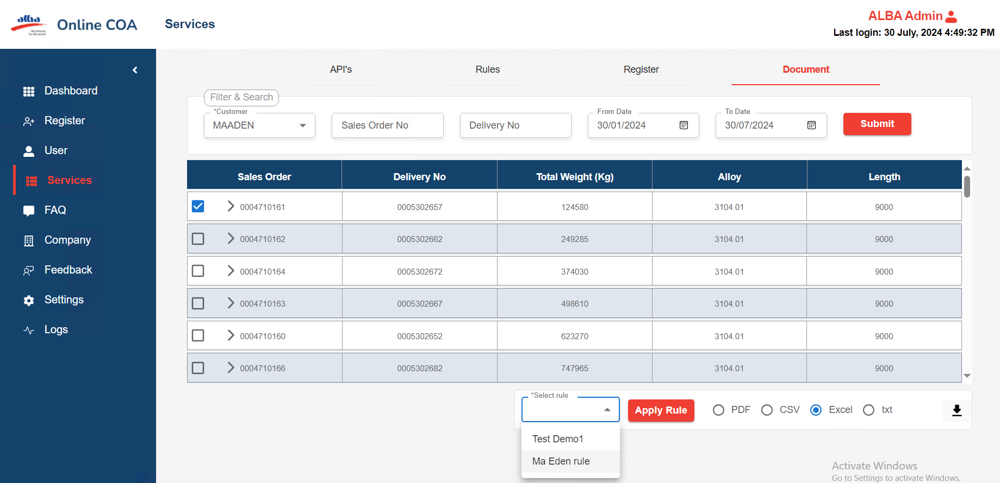 alba
Aluminium
for the world
Online COA
Services
ALBA Admin
Last login: 30 July, 2024 4:49:32 PM
Dashboard
Register
User
Services
FAQ
Company
Feedback
Settings
Logs
API's Rules Register Document
Filter & Search
*Customer From Date To Date
MAADEN Sales Order No Delivery No 30/01/2024 30/07/2024 Submit
Sales Order Delivery No Total Weight (Kg) Alloy Length
0004710161 0005302657 124580 3104.01 9000
0004710162 0005302662 249285 3104.01 9000
0004710164 0005302672 374030 3104.01 9000
0004710163 0005302667 498610 3104.01 9000
0004710160 0005302652 623270 3104.01 9000
0004710166 0005302682 747965 3104.01 9000
*Select rule
Apply Rule PDF CSV Excel txt
Test Demo1
Ma Eden rule
Activate Windows
Go to Settings to activate Windows.